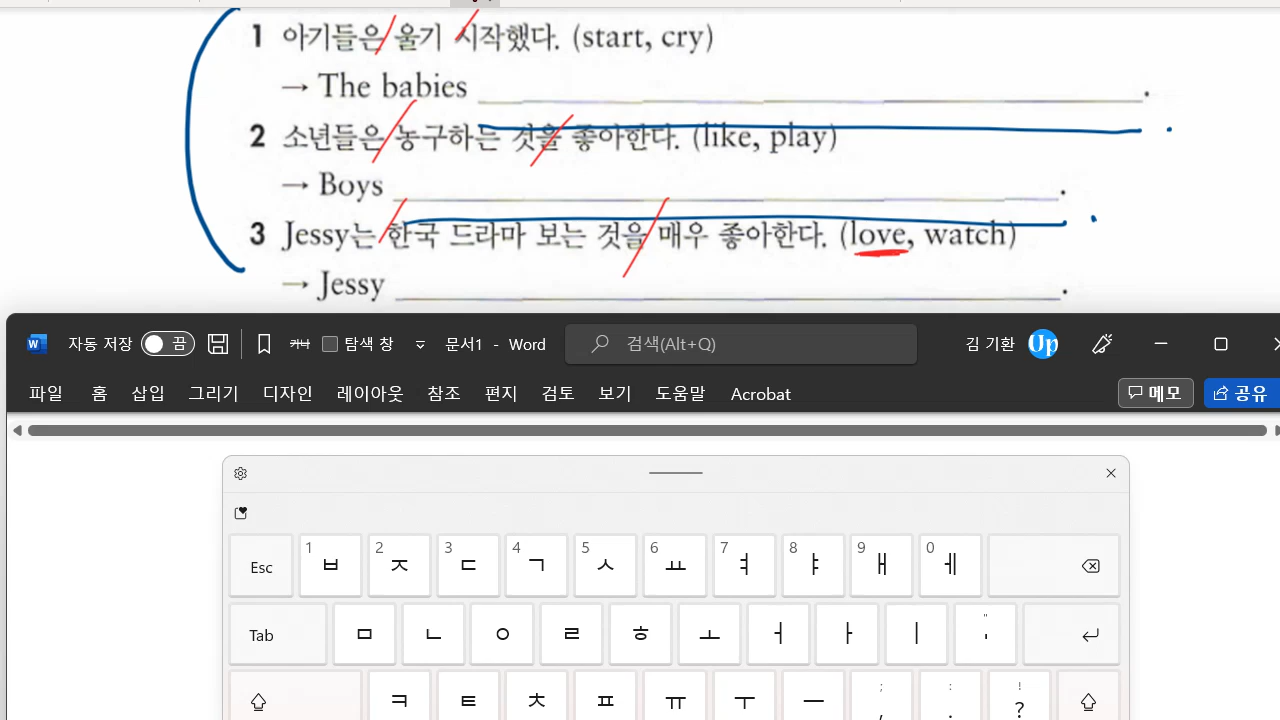 1 아기들은 울기 시작했다. (start, cry)
→ The babies ______.
2 소년들은 농구하는 것을 좋아한다. (like, play)
→ Boys ______.
3 Jessy는 한국 드라마 보는 것을 매우 좋아한다. (love, watch)
→ Jessy ______.
자동 저장 끔 가나 탐색 창 문서1 - Word 검색(Alt+Q) 김 기환 Up
파일 홈 삽입 그리기 디자인 레이아웃 참조 편지 검토 보기 도움말 Acrobat 메모 공유
Esc 1 ㅂ 2 ㅈ 3 ㄷ 4 ㄱ 5 ㅅ 6 ㅛ 7 ㅕ 8 ㅑ 9 ㅐ 0 ㅔ
Tab ㅁ ㄴ ㅇ ㄹ ㅎ ㅗ ㅓ ㅏ ㅣ " '
ㅋ ㅌ ㅊ ㅍ ㅠ ㅜ ㅡ ; , : . ! ?